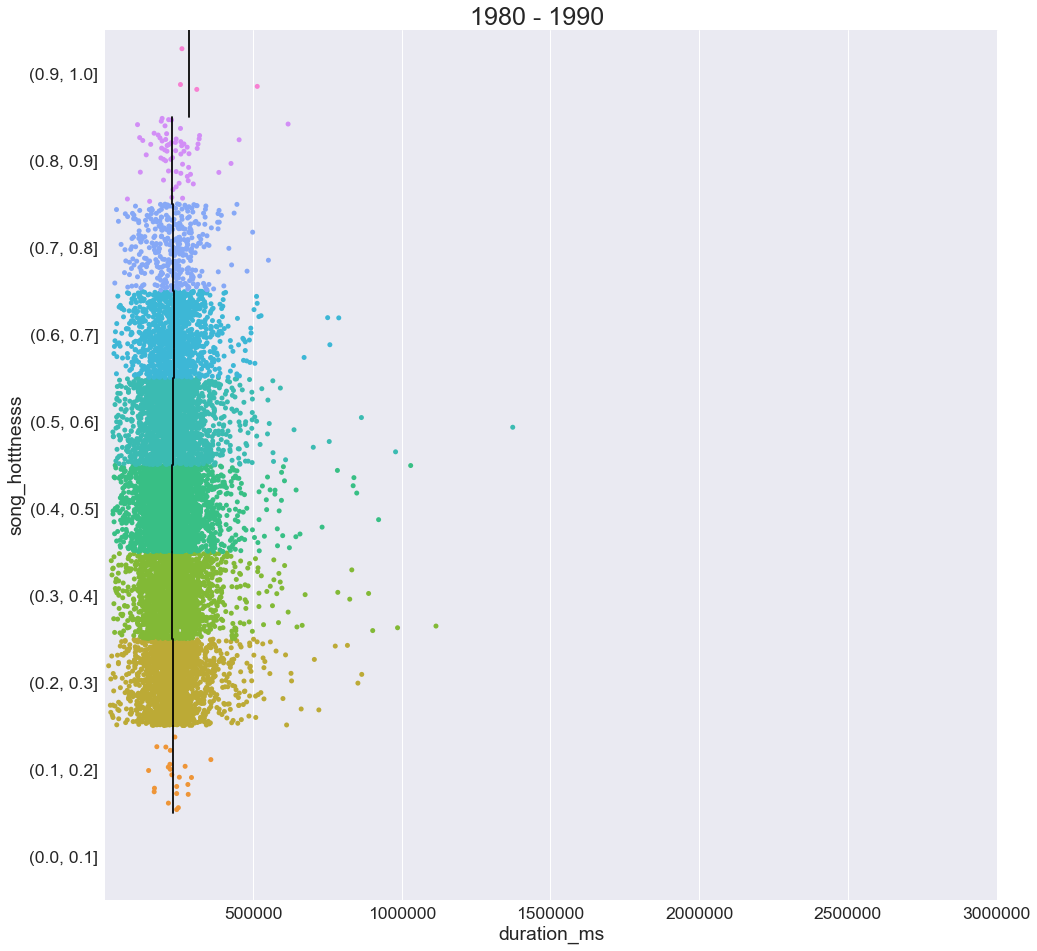 1980 - 1990
(0.9, 1.0]
(0.8, 0.9]
(0.7, 0.8]
(0.6, 0.7]
(0.5, 0.6]
(0.4, 0.5]
(0.3, 0.4]
(0.2, 0.3]
(0.1, 0.2]
(0.0, 0.1]
song_hotttnesss
500000 1000000 1500000 2000000 2500000 3000000
duration_ms